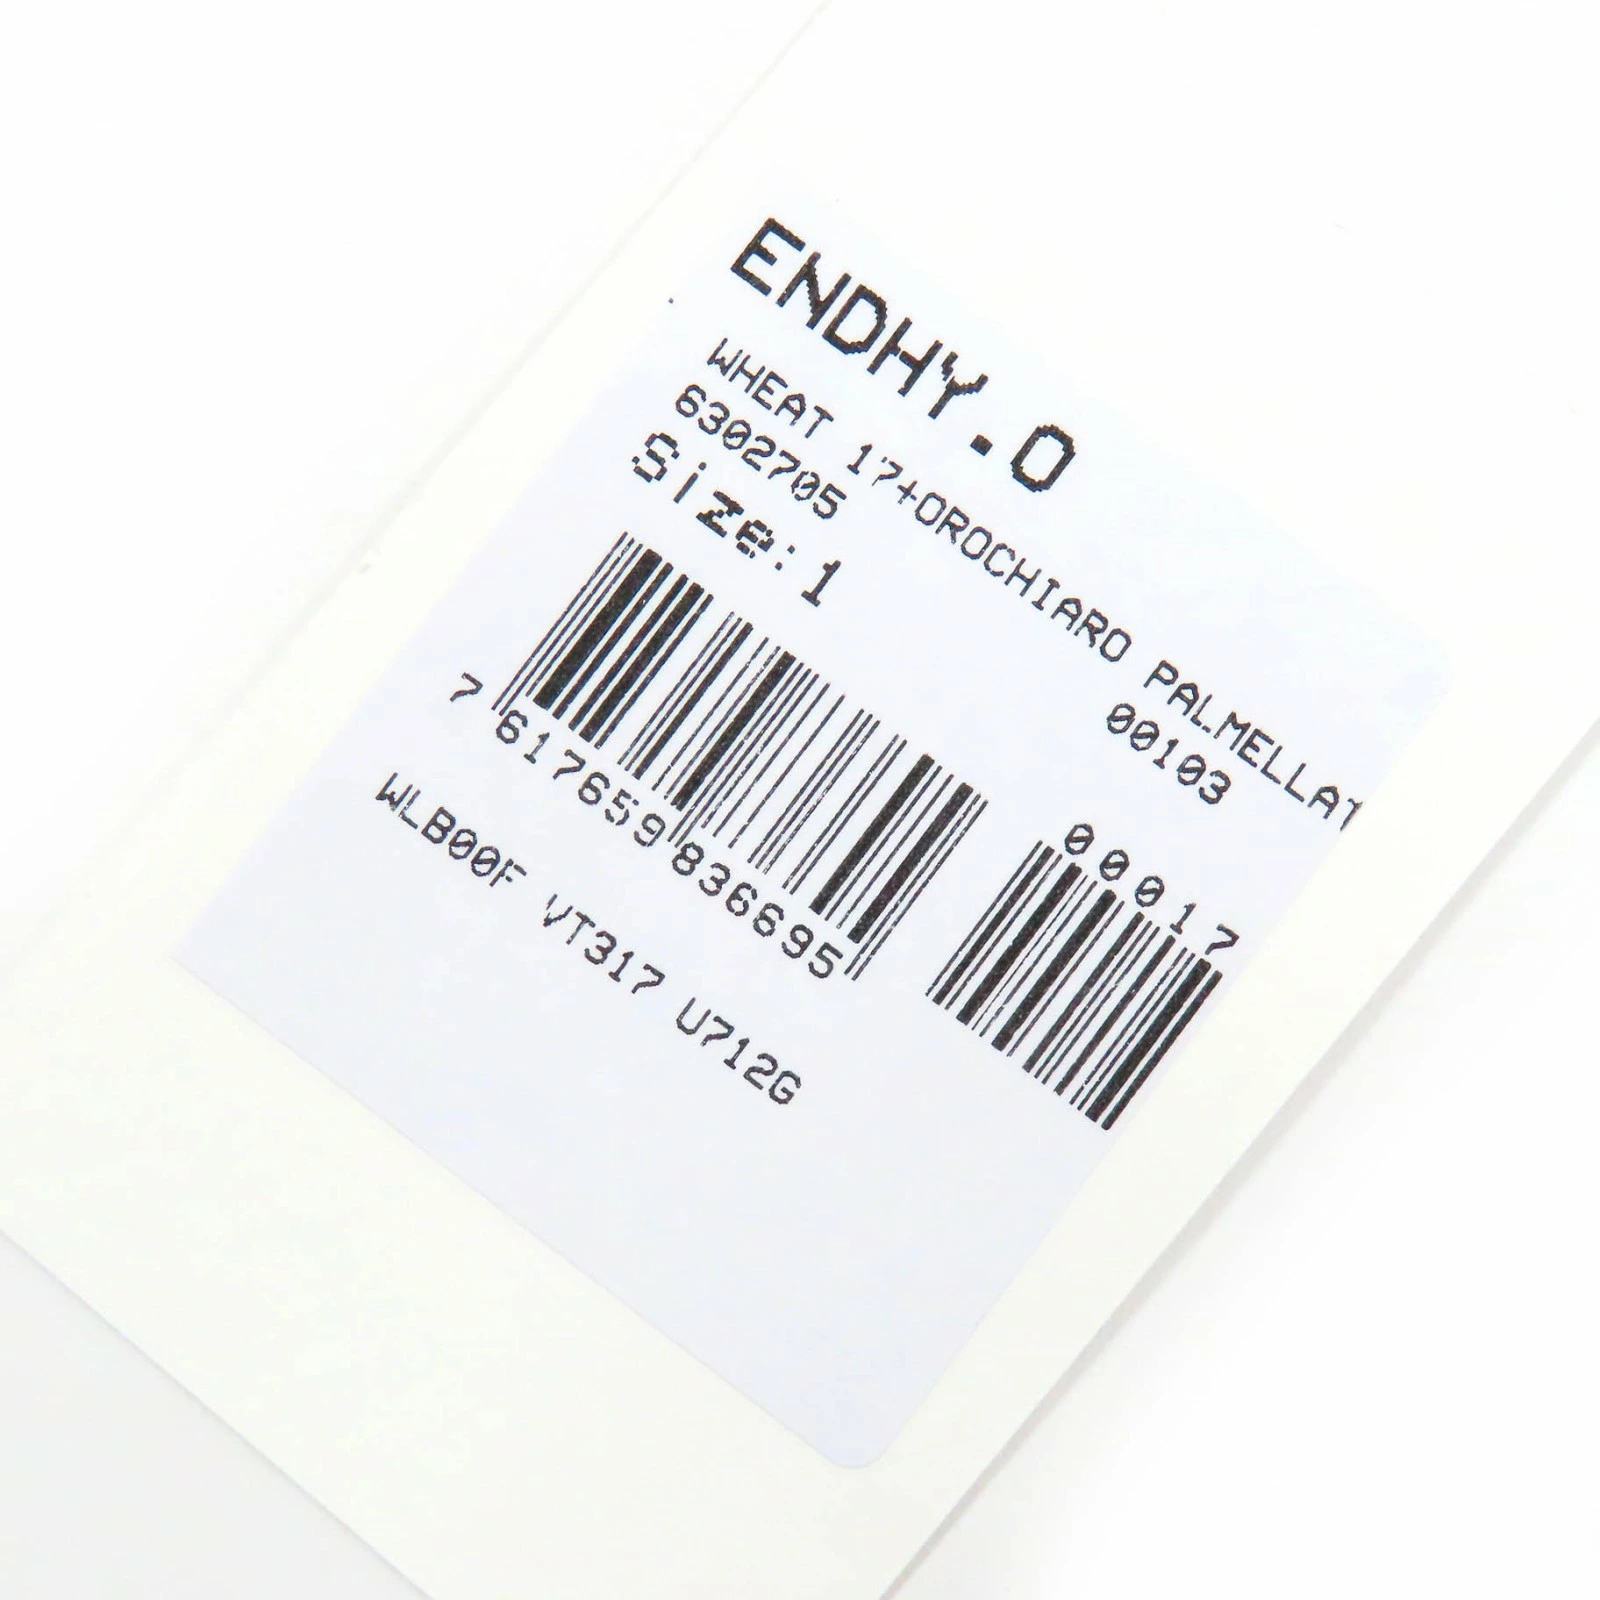 ENDHY.O
WHEAT 17+OROCHIARO PALMELLAT
6302705 00103
Size:1
00017
7 617659 836695
WLB00F VT317 U712G